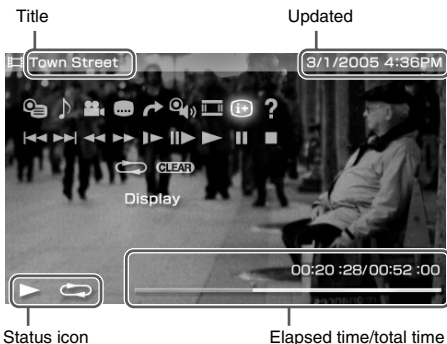 Title
Updated
Town Street
3/1/2005 4:36PM
i+
?
CLEAR
Display
00:20:28/00:52:00
Status icon
Elapsed time/total time